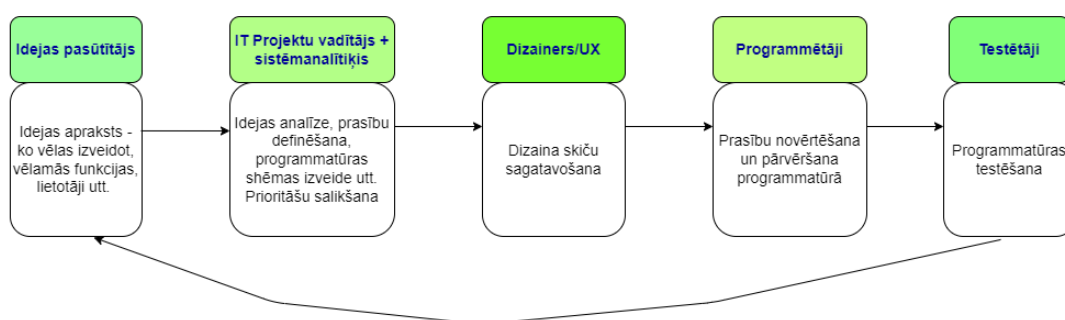 Idejas pasūtītājs
IT Projektu vadītājs +
sistēmanalītiķis
Dizainers/UX
Programmētāji
Testētāji
Idejas apraksts -
ko vēlas izveidot,
vēlamās funkcijas,
lietotāji utt.
Idejas analīze, prasību
definēšana,
programmatūras
shēmas izveide utt.
Prioritāšu salikšana
Dizaina skiču
sagatavošana
Prasību novērtēšana
un pārvēršana
programmatūrā
Programmatūras
testēšana